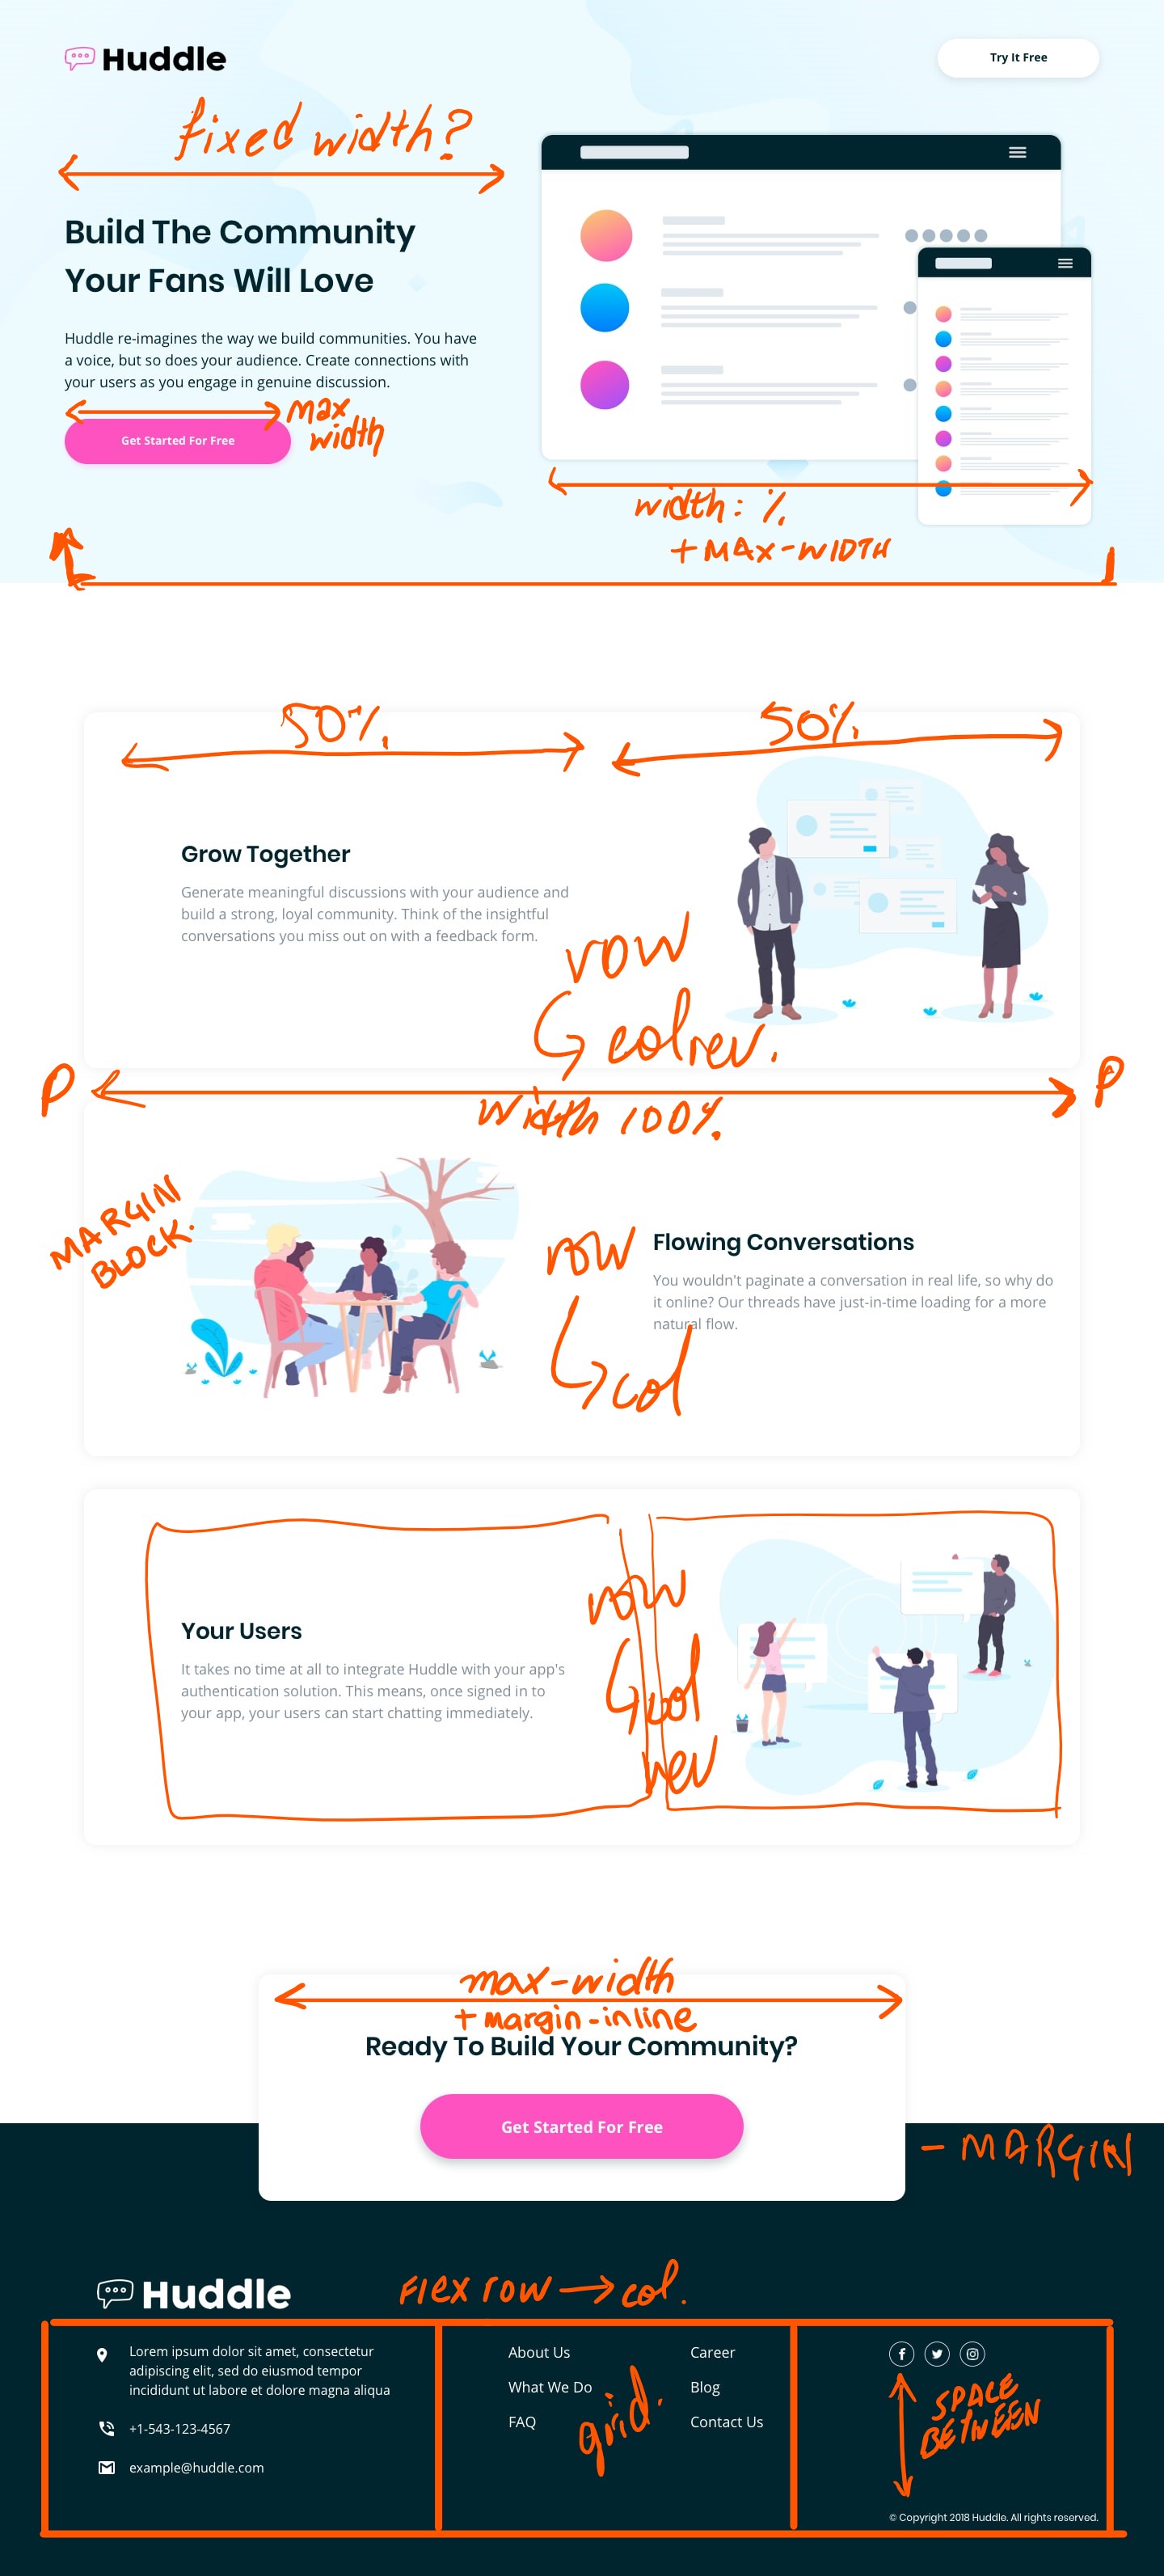 Huddle
Try It Free
fixed width?
Build The Community
Your Fans Will Love
Huddle re-imagines the way we build communities. You have
a voice, but so does your audience. Create connections with
your users as you engage in genuine discussion.
max
width
Get Started For Free
width: %
+ MAX-WIDTH
50%
50%
Grow Together
Generate meaningful discussions with your audience and
build a strong, loyal community. Think of the insightful
conversations you miss out on with a feedback form.
row
col rev.
P
P
width 100%
MARGIN
BLOCK.
row
col
Flowing Conversations
You wouldn't paginate a conversation in real life, so why do
it online? Our threads have just-in-time loading for a more
natural flow.
row
col
rev
Your Users
It takes no time at all to integrate Huddle with your app's
authentication solution. This means, once signed in to
your app, your users can start chatting immediately.
max-width
+ margin-inline
Ready To Build Your Community?
Get Started For Free
- MARGIN
Huddle
Flex row → col.
Lorem ipsum dolor sit amet, consectetur
adipiscing elit, sed do eiusmod tempor
incididunt ut labore et dolore magna aliqua
+1-543-123-4567
example@huddle.com
About Us
What We Do
FAQ
grid.
Career
Blog
Contact Us
SPACE
BETWEEN
© Copyright 2018 Huddle. All rights reserved.